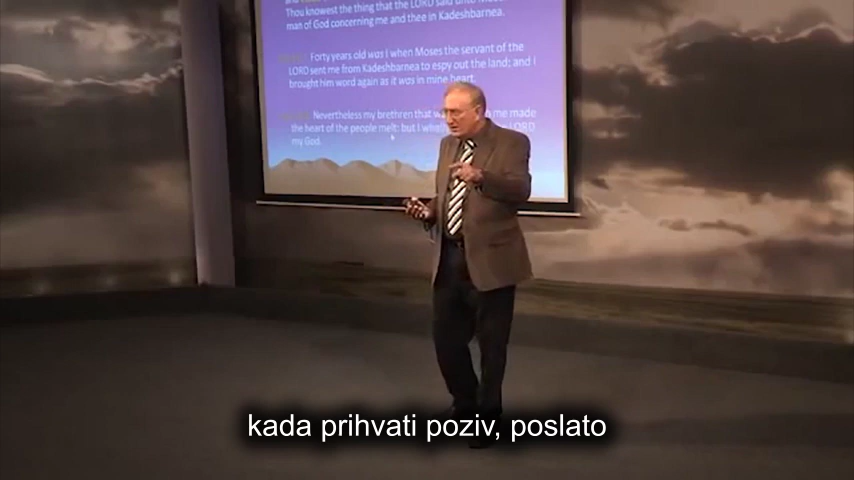 Thou knowest the thing that the LORD said unto
man of God concerning me and thee in Kadeshbarnea.
Forty years old was I when Moses the servant of the
LORD sent me from Kadeshbarnea to espy out the land; and I
brought him word again as it was in mine heart.
Nevertheless my brethren that me made
the heart of the people melt: but I LORD
my God.
kada prihvati poziv, poslato